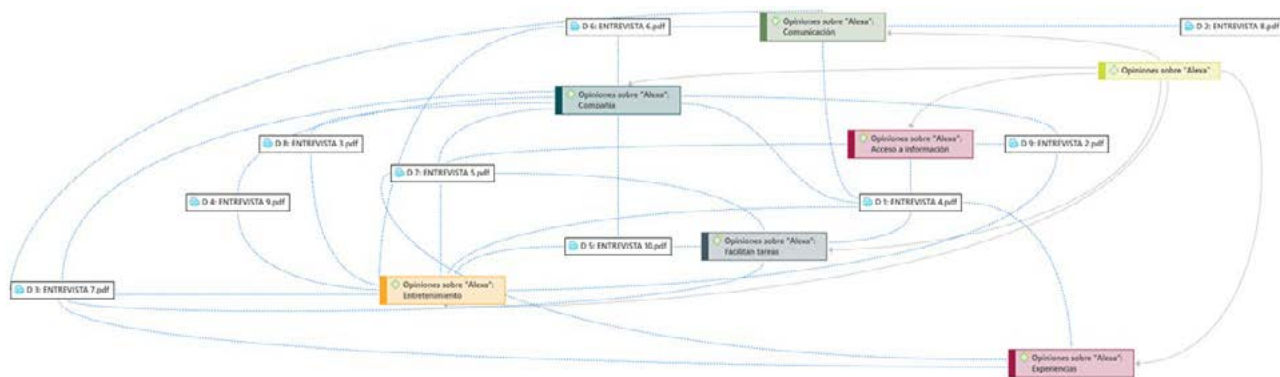 D 6: ENTREVISTA 6.pdf
Opiniones sobre "Alexa":
Comunicación
D 2: ENTREVISTA 8.pdf
Opiniones sobre "Alexa"
Opiniones sobre "Alexa":
Compañía
D 8: ENTREVISTA 3.pdf
Opiniones sobre "Alexa":
Acceso a información
D 9: ENTREVISTA 2.pdf
D 7: ENTREVISTA 5.pdf
D 4: ENTREVISTA 9.pdf
D 1: ENTREVISTA 4.pdf
D 5: ENTREVISTA 10.pdf
Opiniones sobre "Alexa":
Facilitan tareas
D 3: ENTREVISTA 7.pdf
Opiniones sobre "Alexa":
Entretenimiento
Opiniones sobre "Alexa":
Experiencias